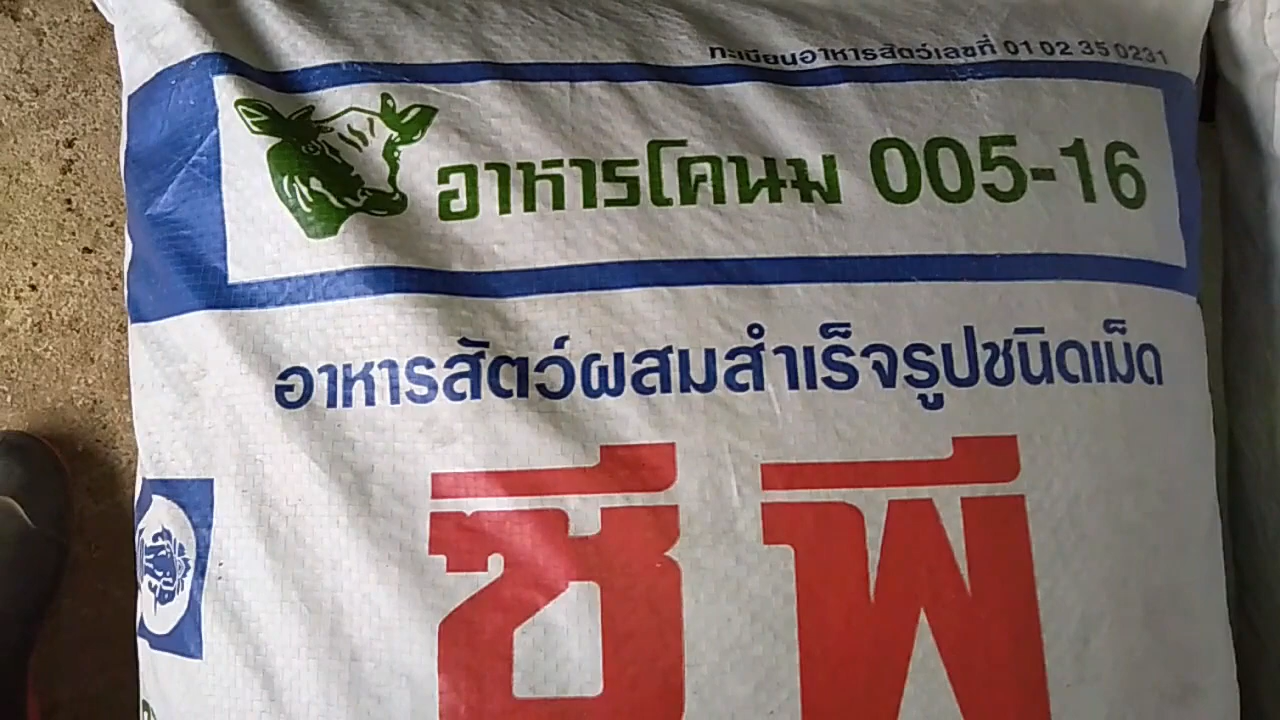 ทะเบียนอาหารสัตว์เลขที่ 01 02 35 0231
อาหารโคนม 005-16
อาหารสัตว์ผสมสำเร็จรูปชนิดเม็ด
ซีพี